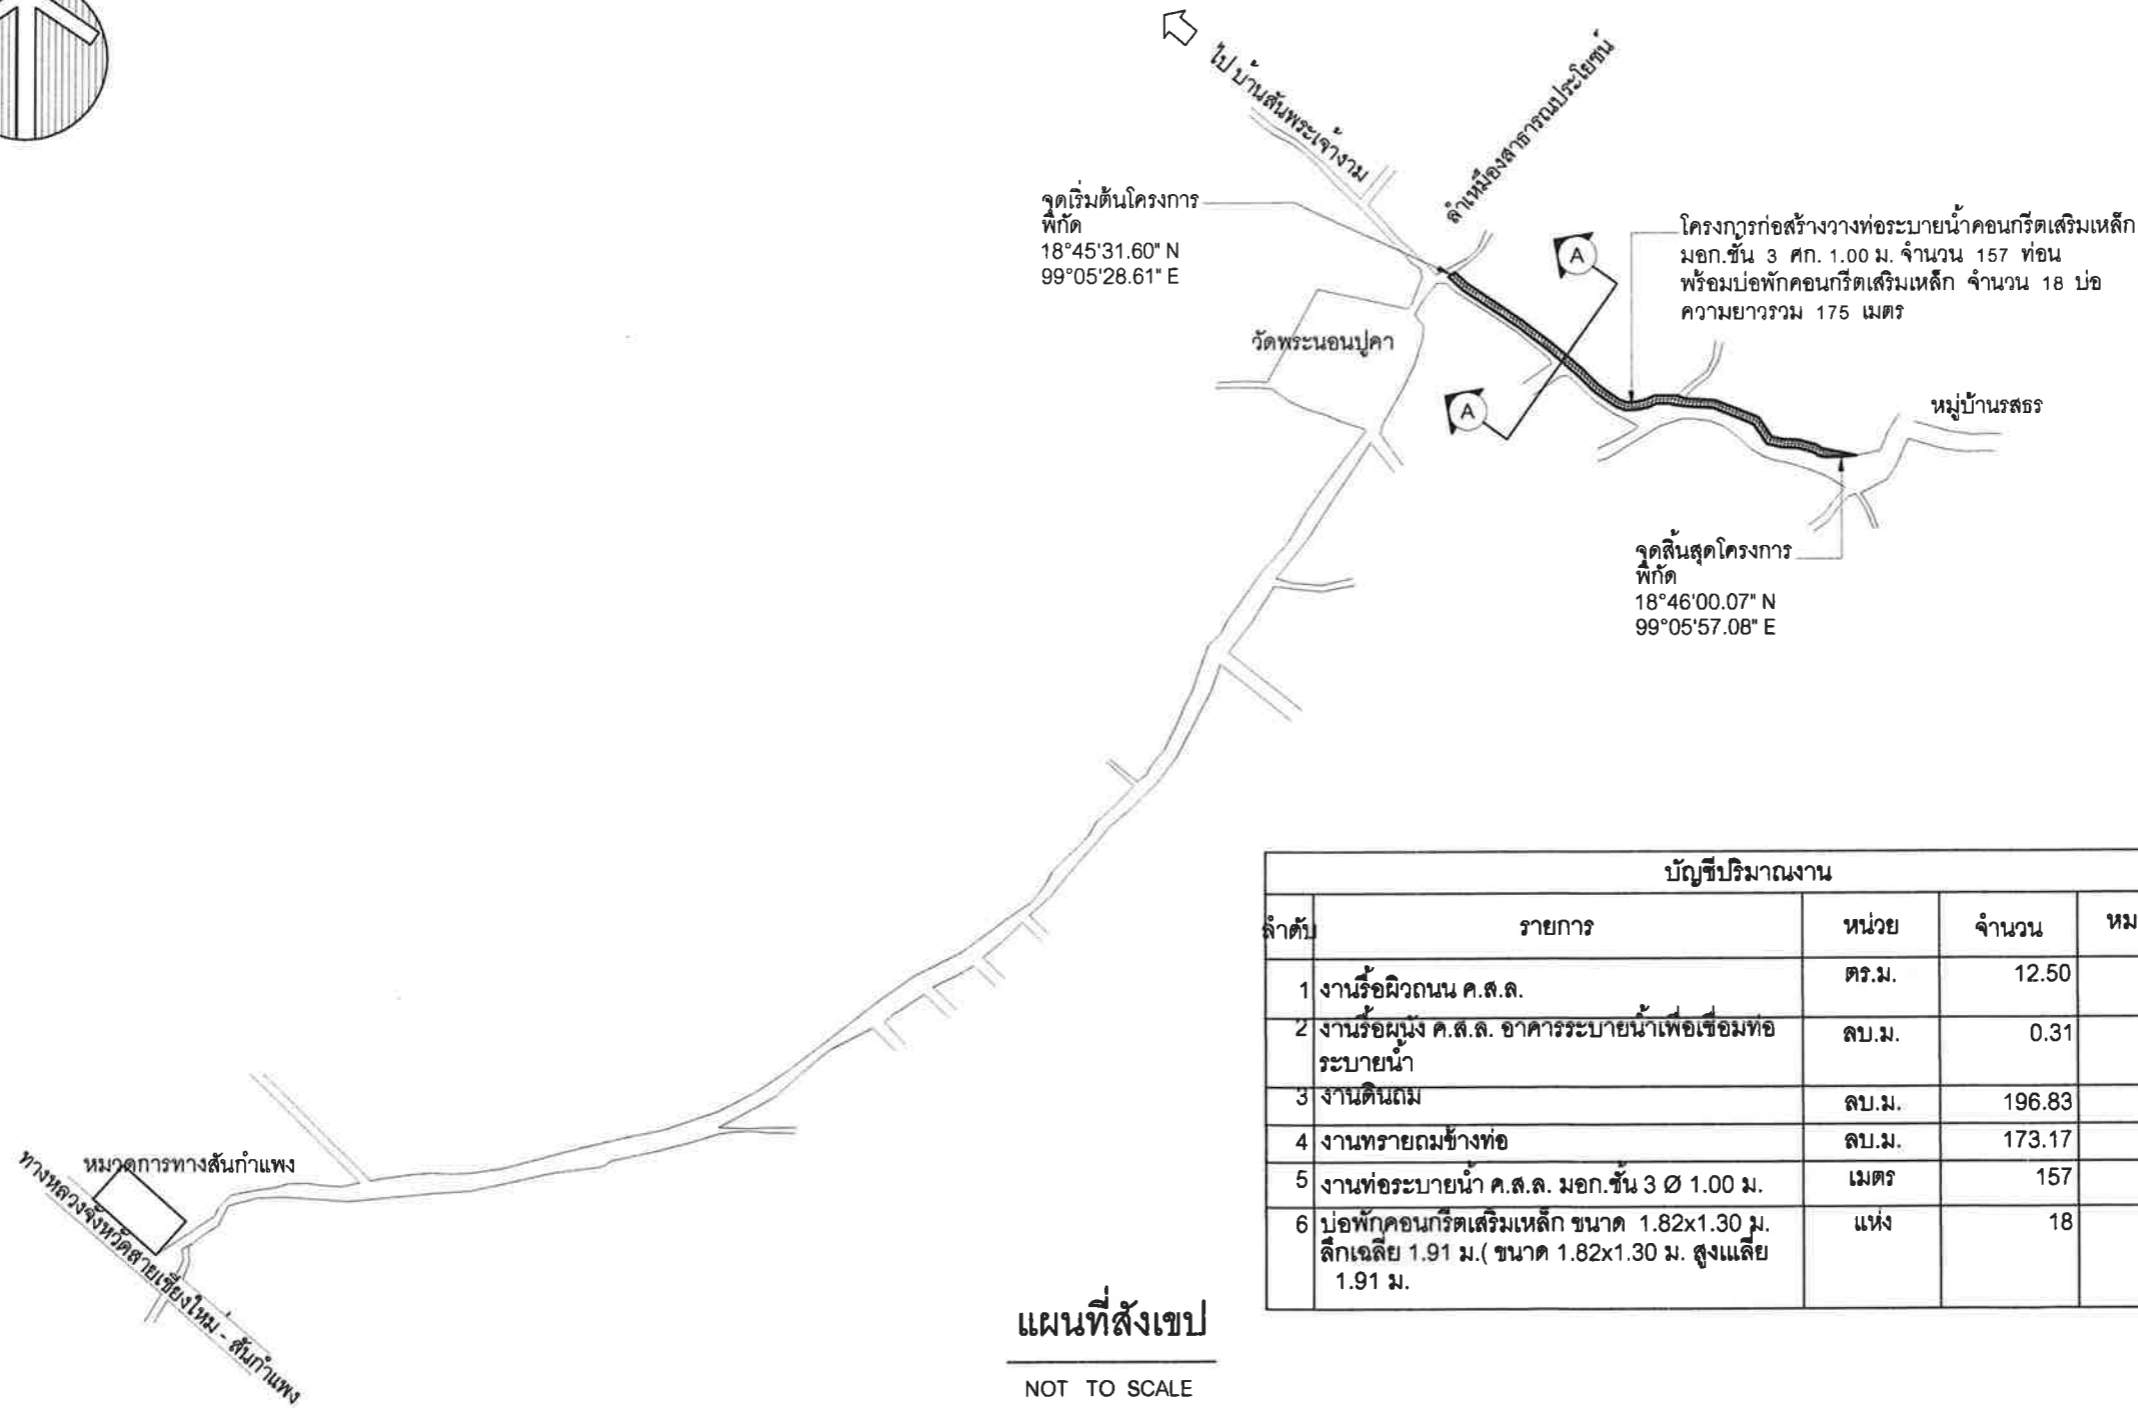 ไป บ้านสันพระเจ้างาม
ลำเหมืองสาธารณประโยชน์
จุดเริ่มต้นโครงการ
พิกัด
18°45'31.60" N
99°05'28.61" E
A
โครงการก่อสร้างวางท่อระบายน้ำคอนกรีตเสริมเหล็ก
มอก.ชั้น 3 ศก. 1.00 ม. จำนวน 157 ท่อน
พร้อมบ่อพักคอนกรีตเสริมเหล็ก จำนวน 18 บ่อ
ความยาวรวม 175 เมตร
วัดพระนอนปูคา
A
หมู่บ้านรสธร
จุดสิ้นสุดโครงการ
พิกัด
18°46'00.07" N
99°05'57.08" E
บัญชีปริมาณงาน
ลำดับ รายการ หน่วย จำนวน หม
1 งานรื้อผิวถนน ค.ส.ล. ตร.ม. 12.50
2 งานรื้อผนัง ค.ส.ล. อาคารระบายน้ำเพื่อเชื่อมท่อ ลบ.ม. 0.31
ระบายน้ำ
3 งานดินถม ลบ.ม. 196.83
4 งานทรายถมข้างท่อ ลบ.ม. 173.17
5 งานท่อระบายน้ำ ค.ส.ล. มอก.ชั้น 3 Ø 1.00 ม. เมตร 157
6 บ่อพักคอนกรีตเสริมเหล็ก ขนาด 1.82x1.30 ม. แห่ง 18
ลึกเฉลี่ย 1.91 ม.( ขนาด 1.82x1.30 ม. สูงแลี่ย
1.91 ม.
หมวดการทางสันกำแพง
ทางหลวงจังหวัดสายเชียงใหม่ - สันกำแพง
แผนที่สังเขป
NOT TO SCALE